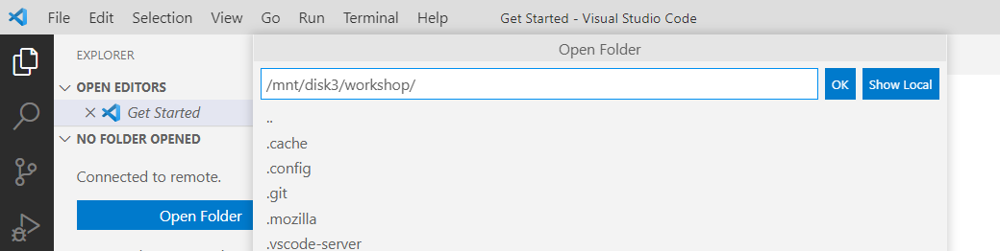 File Edit Selection View Go Run Terminal Help Get Started - Visual Studio Code
EXPLORER
OPEN EDITORS
Get Started
NO FOLDER OPENED
Connected to remote.
Open Folder
Open Folder
/mnt/disk3/workshop/ OK Show Local
..
.cache
.config
.git
.mozilla
.vscode-server